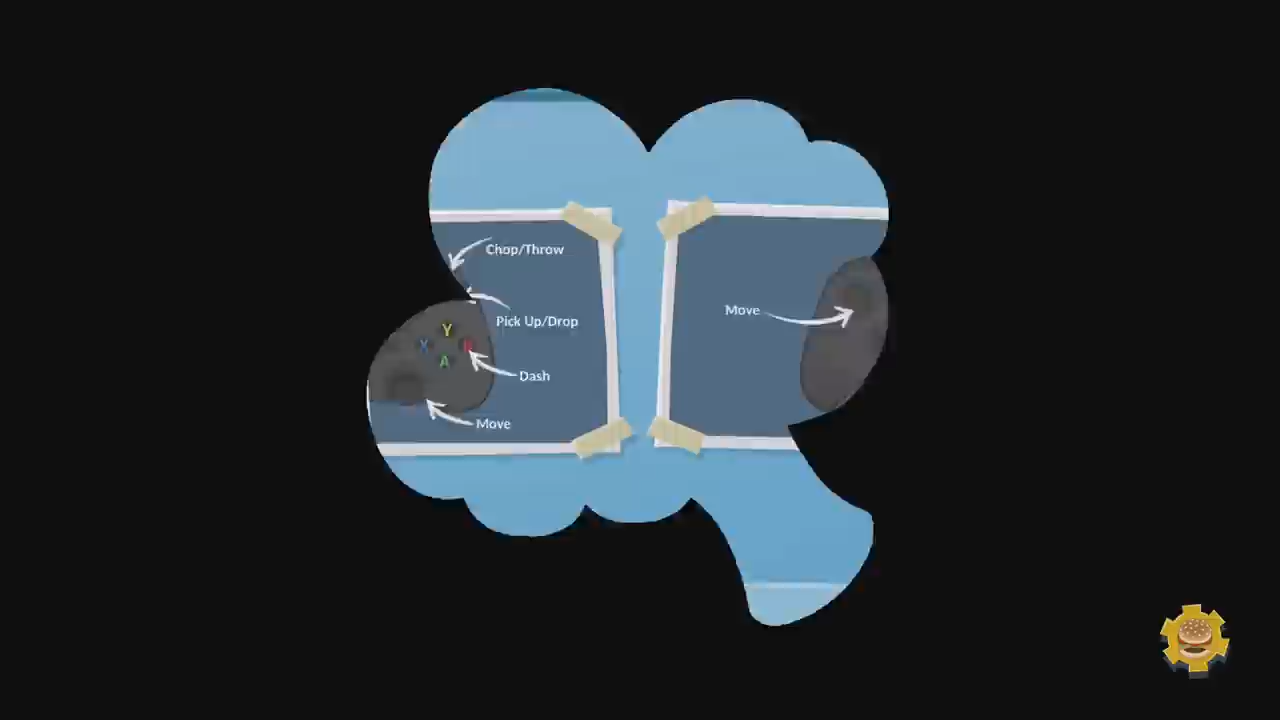 Chop/Throw
Pick Up/Drop
Y
X
B
A
Dash
Move
Move